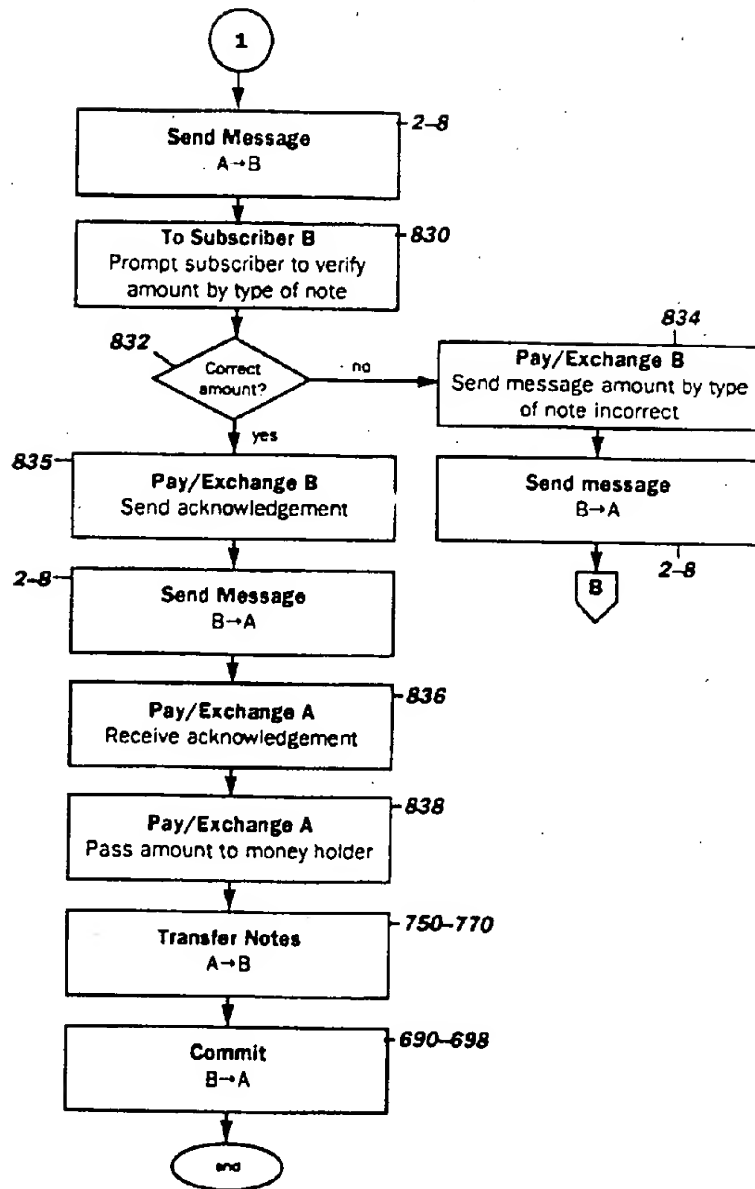 1
Send Message
A→B
2-8
To Subscriber B
Prompt subscriber to verify
amount by type of note
830
832
Correct
amount?
no
yes
834
Pay/Exchange B
Send message amount by type
of note incorrect
Send message
B→A
2-8
B
835
Pay/Exchange B
Send acknowledgement
2-8
Send Message
B→A
Pay/Exchange A
Receive acknowledgement
836
Pay/Exchange A
Pass amount to money holder
838
Transfer Notes
A→B
750-770
Commit
B→A
690-698
end